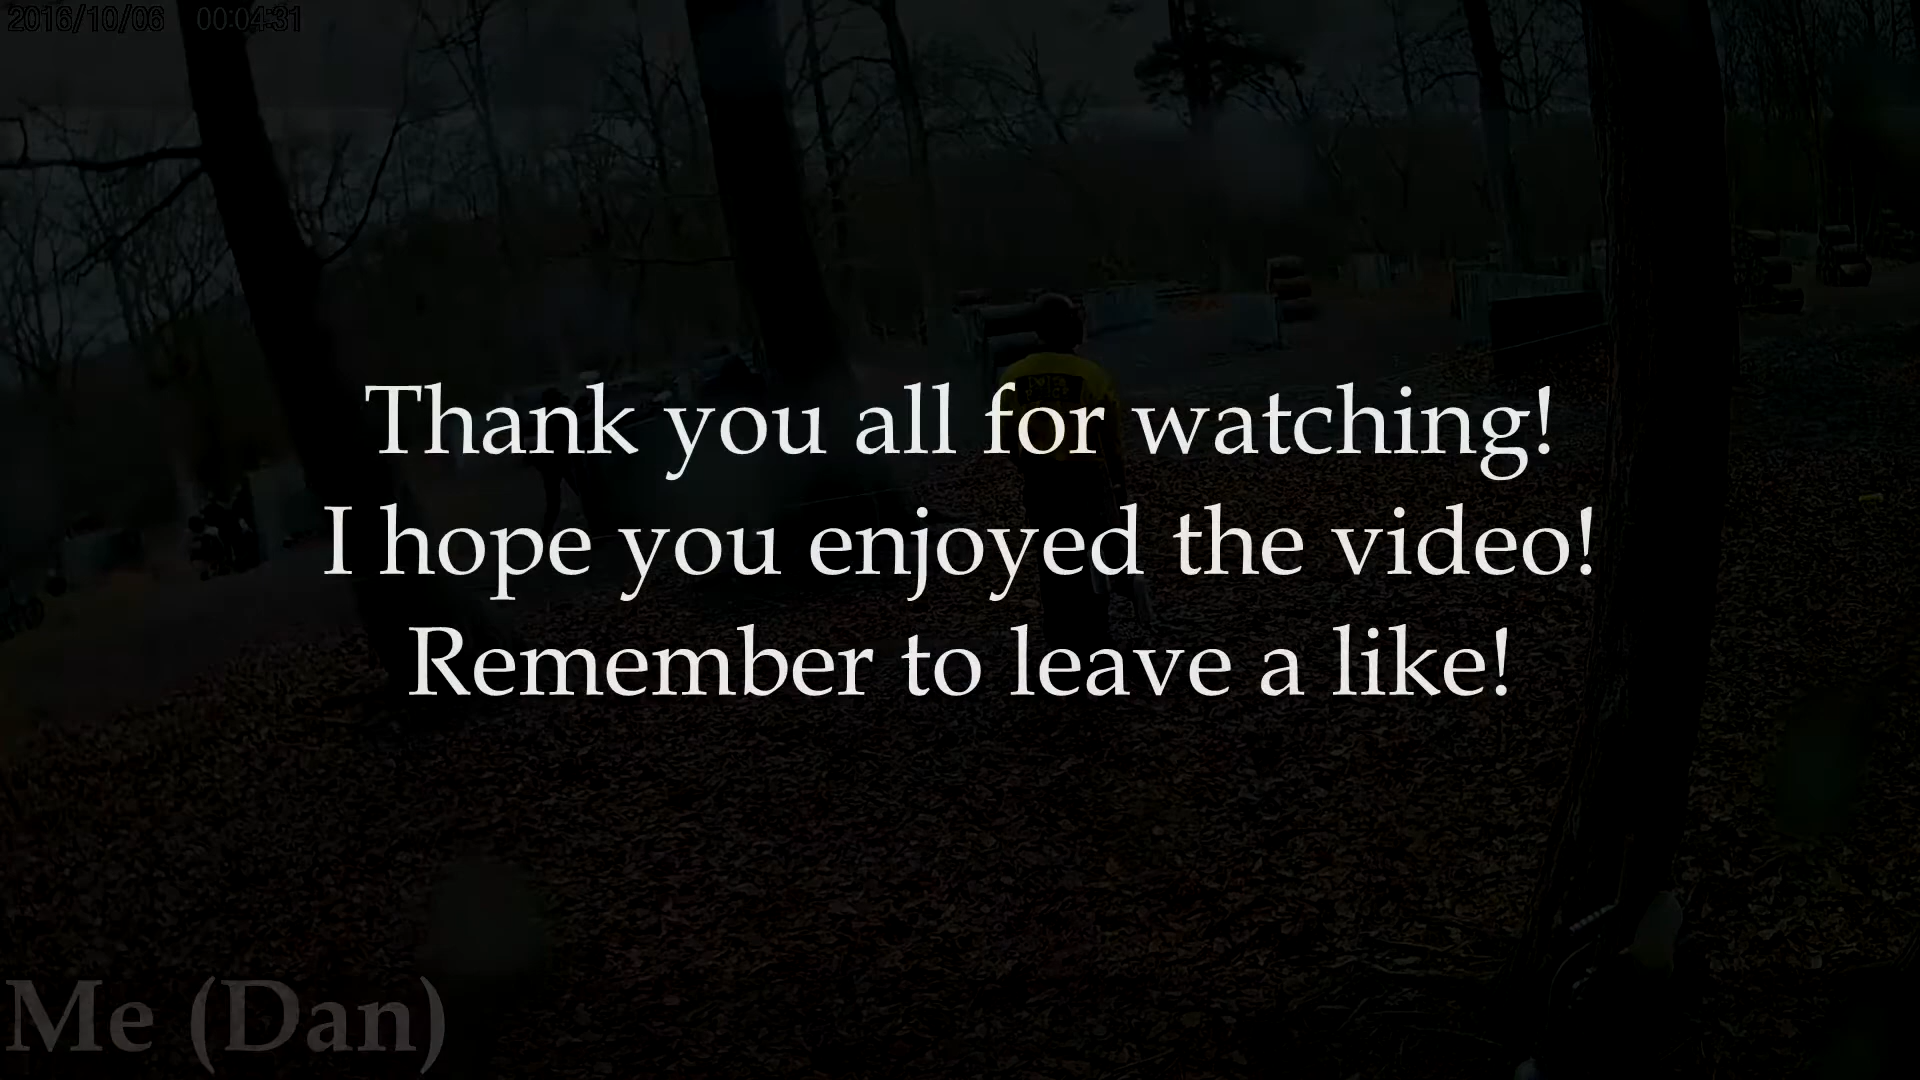 2016/10/06 00:04:31
Thank you all for watching!
I hope you enjoyed the video!
Remember to leave a like!
Me (Dan)